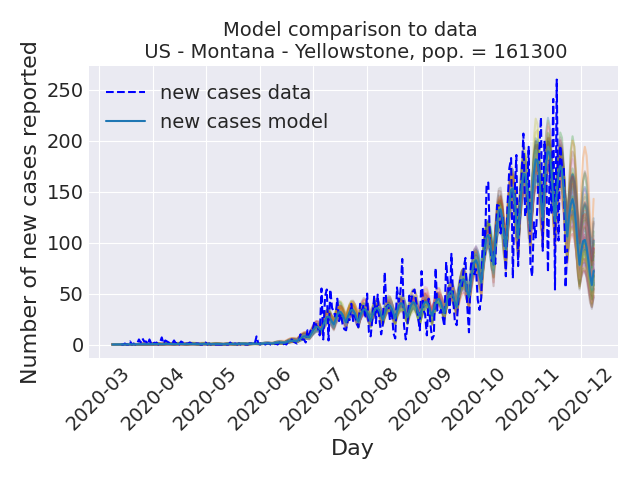 Model comparison to data
US - Montana - Yellowstone, pop. = 161300
Number of new cases reported
250
200
150
100
50
0
new cases data
new cases model
2020-03
2020-04
2020-05
2020-06
2020-07
2020-08
2020-09
2020-10
2020-11
2020-12
Day